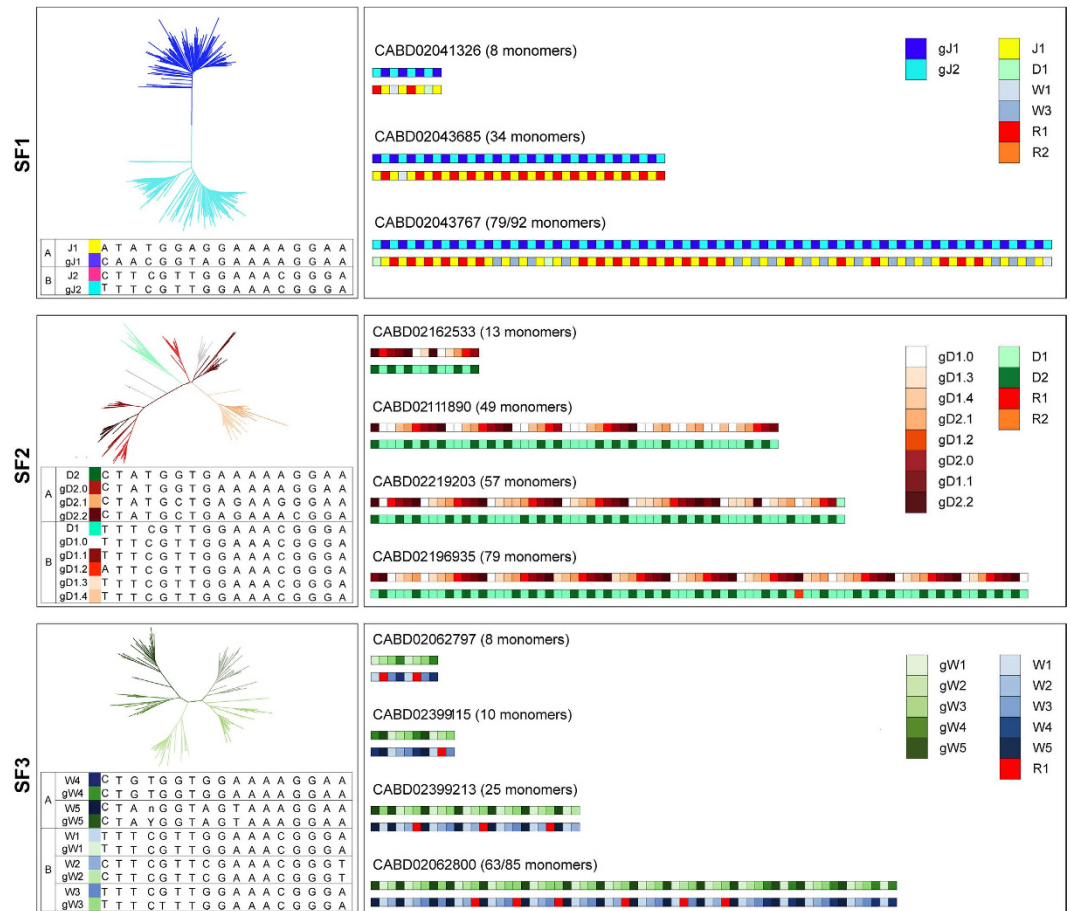 SF1
A
J1 A T A T G G A G G A A A A G G A A
gJ1 C A A C G G T A G A A A A G G A A
B
J2 C T T C G T T G G A A A C G G G A
gJ2 T T T C G T T G G A A A C G G G A
CABD02041326 (8 monomers)
CABD02043685 (34 monomers)
CABD02043767 (79/92 monomers)
gJ1
gJ2
J1
D1
W1
W3
R1
R2
SF2
A
D2 C T A T G G T G A A A A A G G A A
gD2.0 C T A T G G T G A G A A A G G A A
gD2.1 C T A T G C T G A G A A G G G A A
gD2.2 C T A T G C T G A G A A A G G A A
B
D1 T T T C G T T G G A A A C G G G A
gD1.0 T T T C G T T G G A A A C G G G A
gD1.1 T T T C G T T G G A A A C G G G A
gD1.2 A T T C G T T G G A A A C G G G A
gD1.3 T T T C G T T G G A A A C G G G A
gD1.4 T T T C G T T G G A A A C G G G A
CABD02162533 (13 monomers)
CABD02111890 (49 monomers)
CABD02219203 (57 monomers)
CABD02196935 (79 monomers)
gD1.0
gD1.3
gD1.4
gD2.1
gD1.2
gD2.0
gD1.1
gD2.2
D1
D2
R1
R2
SF3
A
W4 C T G T G G T G G A A A A G G A A
gW4 C T G T G G T G G A A A A G G A A
W5 C T A n G G T A G T A A A G G A A
gW5 C T A Y G G T A G T A A A G G A A
B
W1 T T T C G T T G G A A A C G G G A
gW1 T T T C G T T G G A A A C G G G A
W2 C T T C G T T C G A A A C G G G T
gW2 C T T C G T T C G A A A C G G G T
W3 T T T C G T T G G A A A C G G G A
gW3 T T T C T T T G G A A A C G G G A
CABD02062797 (8 monomers)
CABD02399115 (10 monomers)
CABD02399213 (25 monomers)
CABD02062800 (63/85 monomers)
gW1
gW2
gW3
gW4
gW5
W1
W2
W3
W4
W5
R1